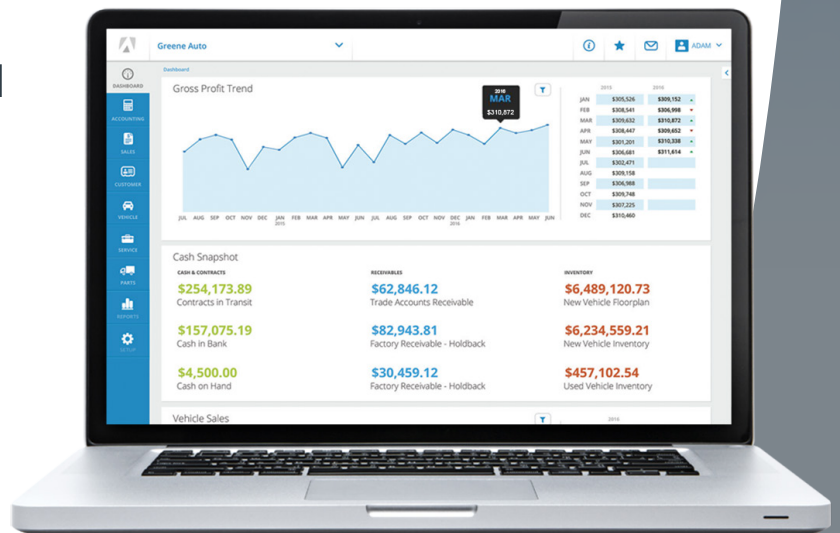 Greene Auto
ADAM
DASHBOARD
ACCOUNTING
SALES
CUSTOMER
VEHICLE
SERVICE
PARTS
REPORTS
SETUP
Dashboard
Gross Profit Trend
2016
MAR
$310,872
JUL AUG SEP OCT NOV DEC JAN FEB MAR APR MAY JUN JUL AUG SEP OCT NOV DEC JAN FEB MAR APR MAY JUN
2015 2016
2015 2016
JAN $305,526 $309,152
FEB $308,541 $306,998
MAR $309,632 $310,872
APR $308,447 $309,652
MAY $301,201 $310,338
JUN $306,681 $311,614
JUL $302,471
AUG $309,158
SEP $306,988
OCT $309,748
NOV $307,225
DEC $310,460
Cash Snapshot
CASH & CONTRACTS
$254,173.89
Contracts in Transit
$157,075.19
Cash in Bank
$4,500.00
Cash on Hand
RECEIVABLES
$62,846.12
Trade Accounts Receivable
$82,943.81
Factory Receivable - Holdback
$30,459.12
Factory Receivable - Holdback
INVENTORY
$6,489,120.73
New Vehicle Floorplan
$6,234,559.21
New Vehicle Inventory
$457,102.54
Used Vehicle Inventory
Vehicle Sales
2016